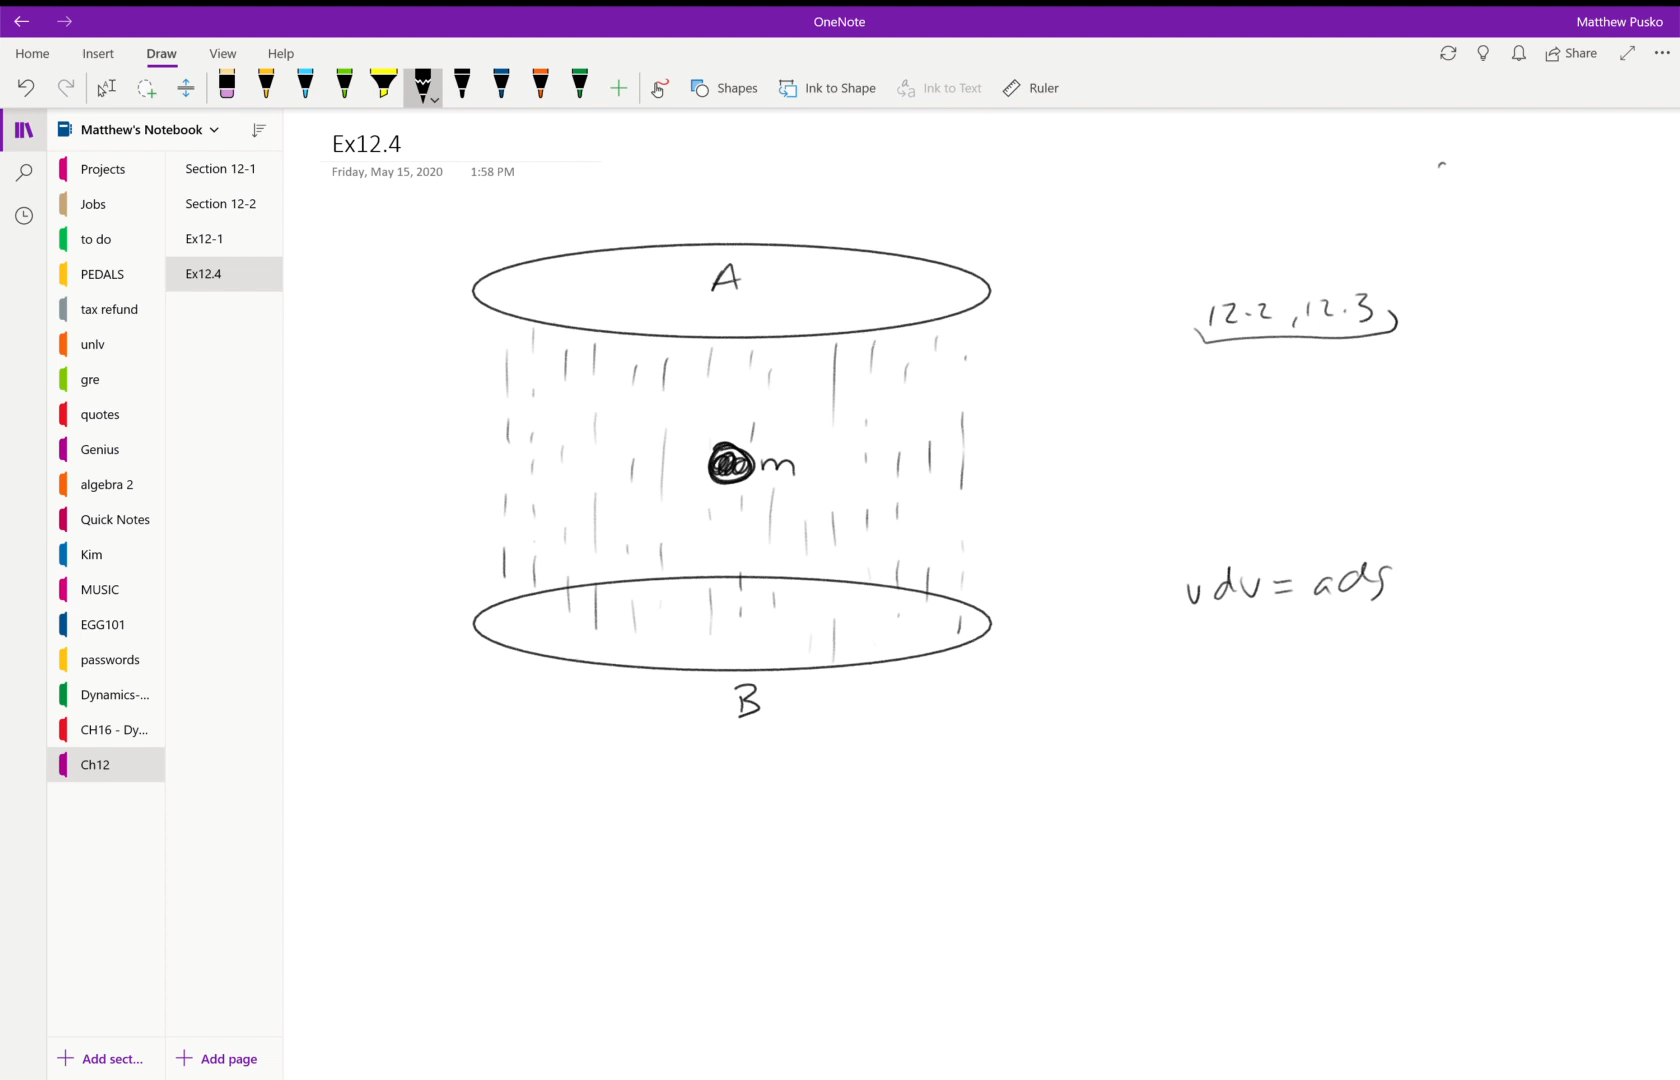 OneNote
Matthew Pusko
Home Insert Draw View Help
Share
Shapes Ink to Shape Ink to Text Ruler
Matthew's Notebook
Projects
Jobs
to do
PEDALS
tax refund
unlv
gre
quotes
Genius
algebra 2
Quick Notes
Kim
MUSIC
EGG101
passwords
Dynamics-...
CH16 - Dy...
Ch12
Add sect...
Section 12-1
Section 12-2
Ex12-1
Ex12.4
Add page
Ex12.4
Friday, May 15, 2020 1:58 PM
A
12.2, 12.3
m
vdv = ads
B